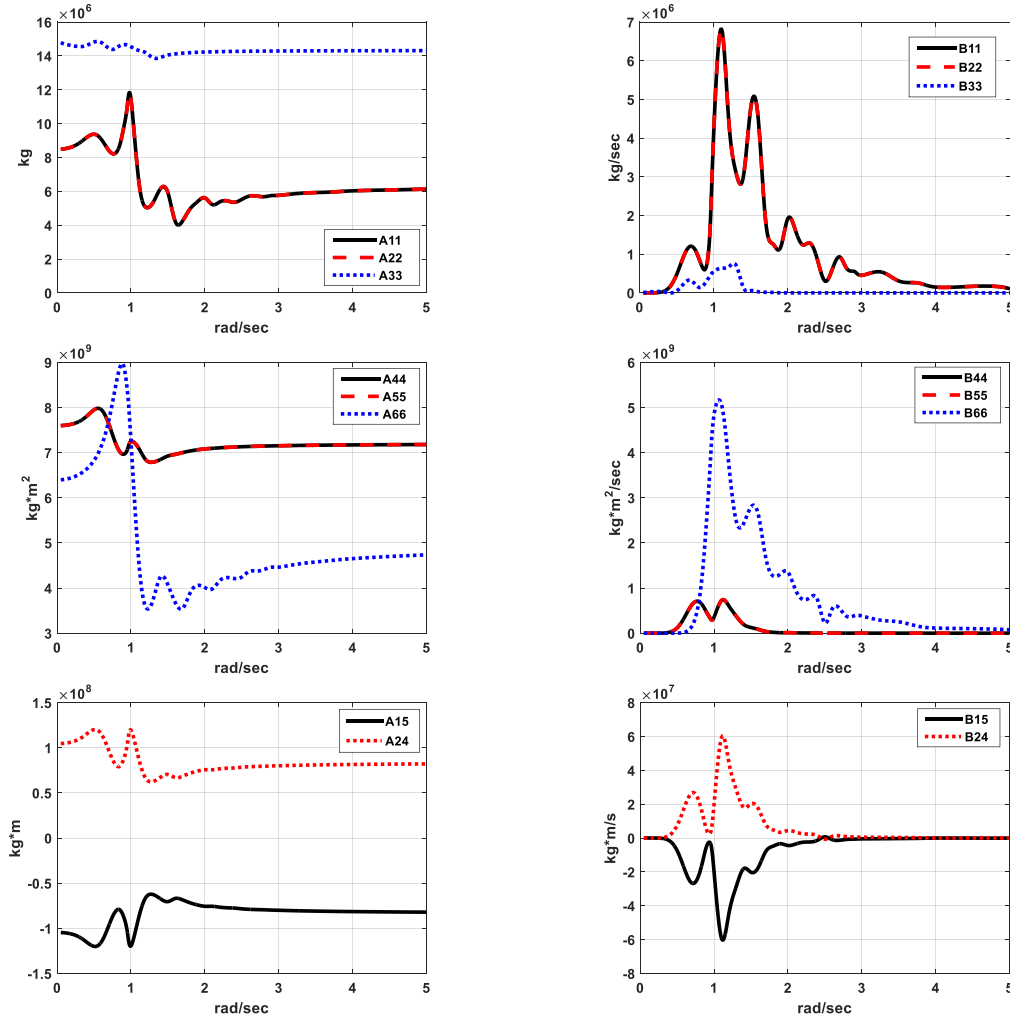 ×10^6
16
14
12
10
8
6
4
2
0
kg
A11
A22
A33
0 1 2 3 4 5
rad/sec
×10^6
7
6
5
4
3
2
1
0
kg/sec
B11
B22
B33
0 1 2 3 4 5
rad/sec
×10^9
9
8
7
6
5
4
3
kg*m^2
A44
A55
A66
0 1 2 3 4 5
rad/sec
×10^9
6
5
4
3
2
1
0
kg*m^2/sec
B44
B55
B66
0 1 2 3 4 5
rad/sec
×10^8
1.5
1
0.5
0
-0.5
-1
-1.5
kg*m
A15
A24
0 1 2 3 4 5
rad/sec
×10^7
8
6
4
2
0
-2
-4
-6
-8
kg*m/s
B15
B24
0 1 2 3 4 5
rad/sec